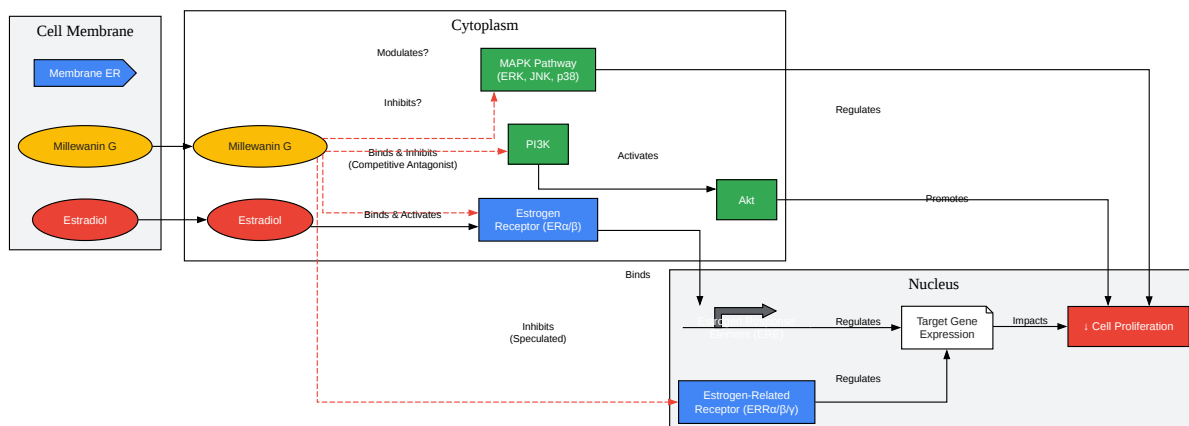 Cell Membrane
Membrane ER
Millewanin G
Estradiol
Cytoplasm
Modulates?
MAPK Pathway
(ERK, JNK, p38)
Inhibits?
Millewanin G
Binds & Inhibits
(Competitive Antagonist)
PI3K
Activates
Akt
Estradiol
Binds & Activates
Estrogen
Receptor (ERα/β)
Regulates
Promotes
Binds
Nucleus
Inhibits
(Speculated)
Regulates
Target Gene
Expression
Impacts
↓ Cell Proliferation
Estrogen-Related
Receptor (ERRα/β/γ)
Regulates